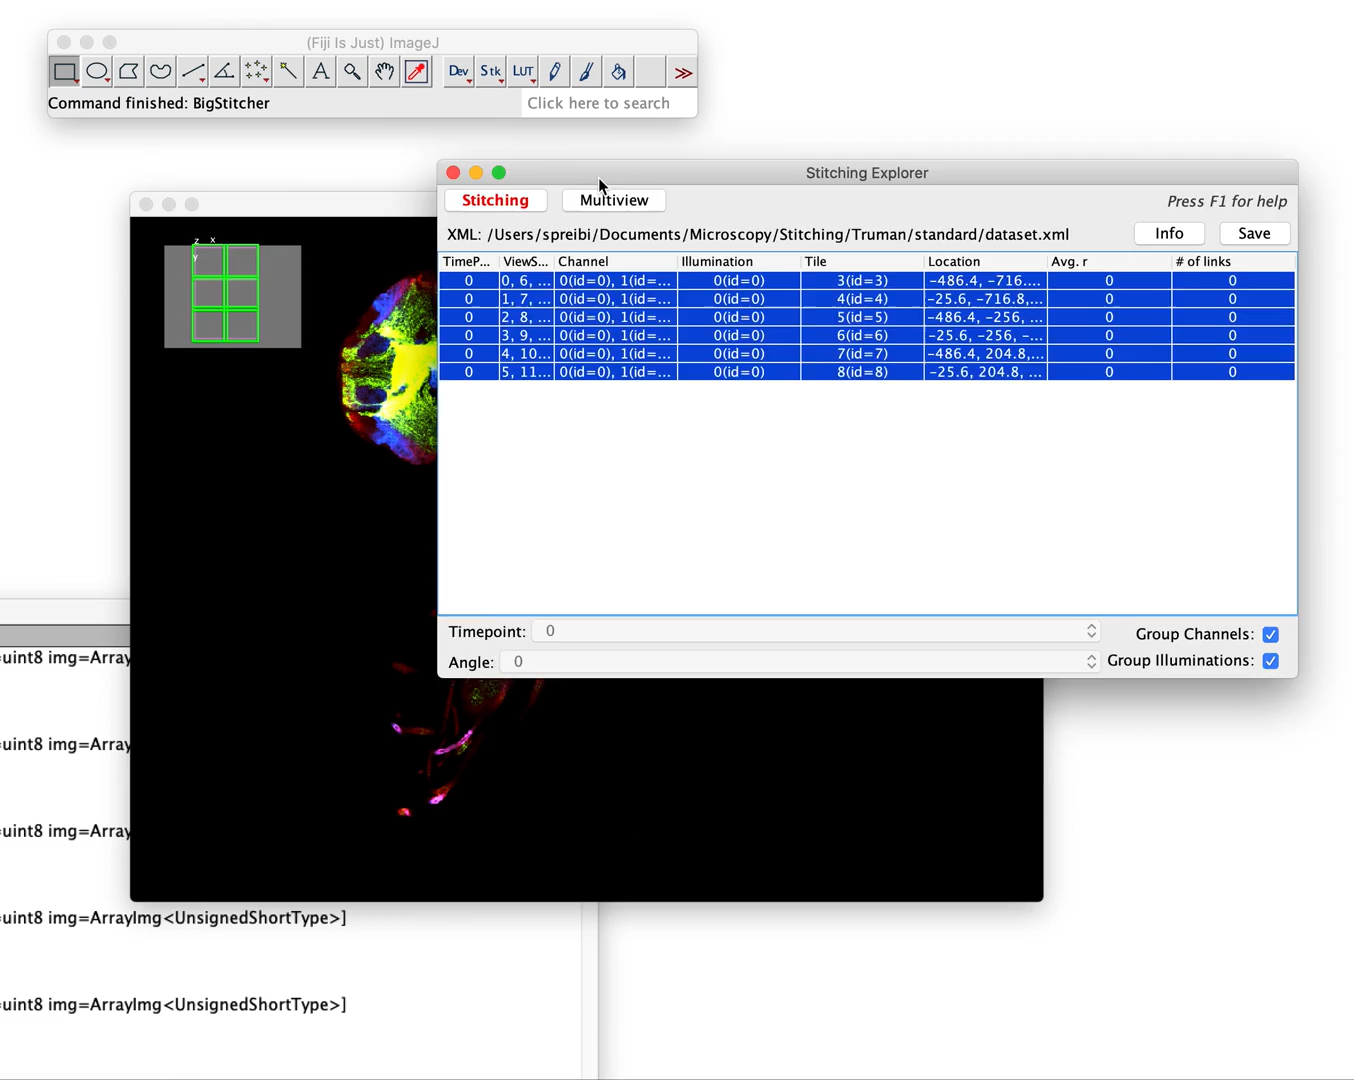 (Fiji Is Just) ImageJ
A Dev Stk LUT >>
Command finished: BigStitcher Click here to search
Stitching Explorer
Stitching Multiview Press F1 for help
XML: /Users/spreibi/Documents/Microscopy/Stitching/Truman/standard/dataset.xml Info Save
TimeP... ViewS... Channel Illumination Tile Location Avg. r # of links
0 0, 6, ... 0(id=0), 1(id=... 0(id=0) 3(id=3) -486.4, -716.... 0 0
0 1, 7, ... 0(id=0), 1(id=... 0(id=0) 4(id=4) -25.6, -716.8,... 0 0
0 2, 8, ... 0(id=0), 1(id=... 0(id=0) 5(id=5) -486.4, -256, ... 0 0
0 3, 9, ... 0(id=0), 1(id=... 0(id=0) 6(id=6) -25.6, -256, -... 0 0
0 4, 10... 0(id=0), 1(id=... 0(id=0) 7(id=7) -486.4, 204.8,... 0 0
0 5, 11... 0(id=0), 1(id=... 0(id=0) 8(id=8) -25.6, 204.8, ... 0 0
Timepoint: 0 Group Channels:
Angle: 0 Group Illuminations:
z x
y
=uint8 img=Array
=uint8 img=Array
=uint8 img=Array
=uint8 img=ArrayImg<UnsignedShortType>]
=uint8 img=ArrayImg<UnsignedShortType>]